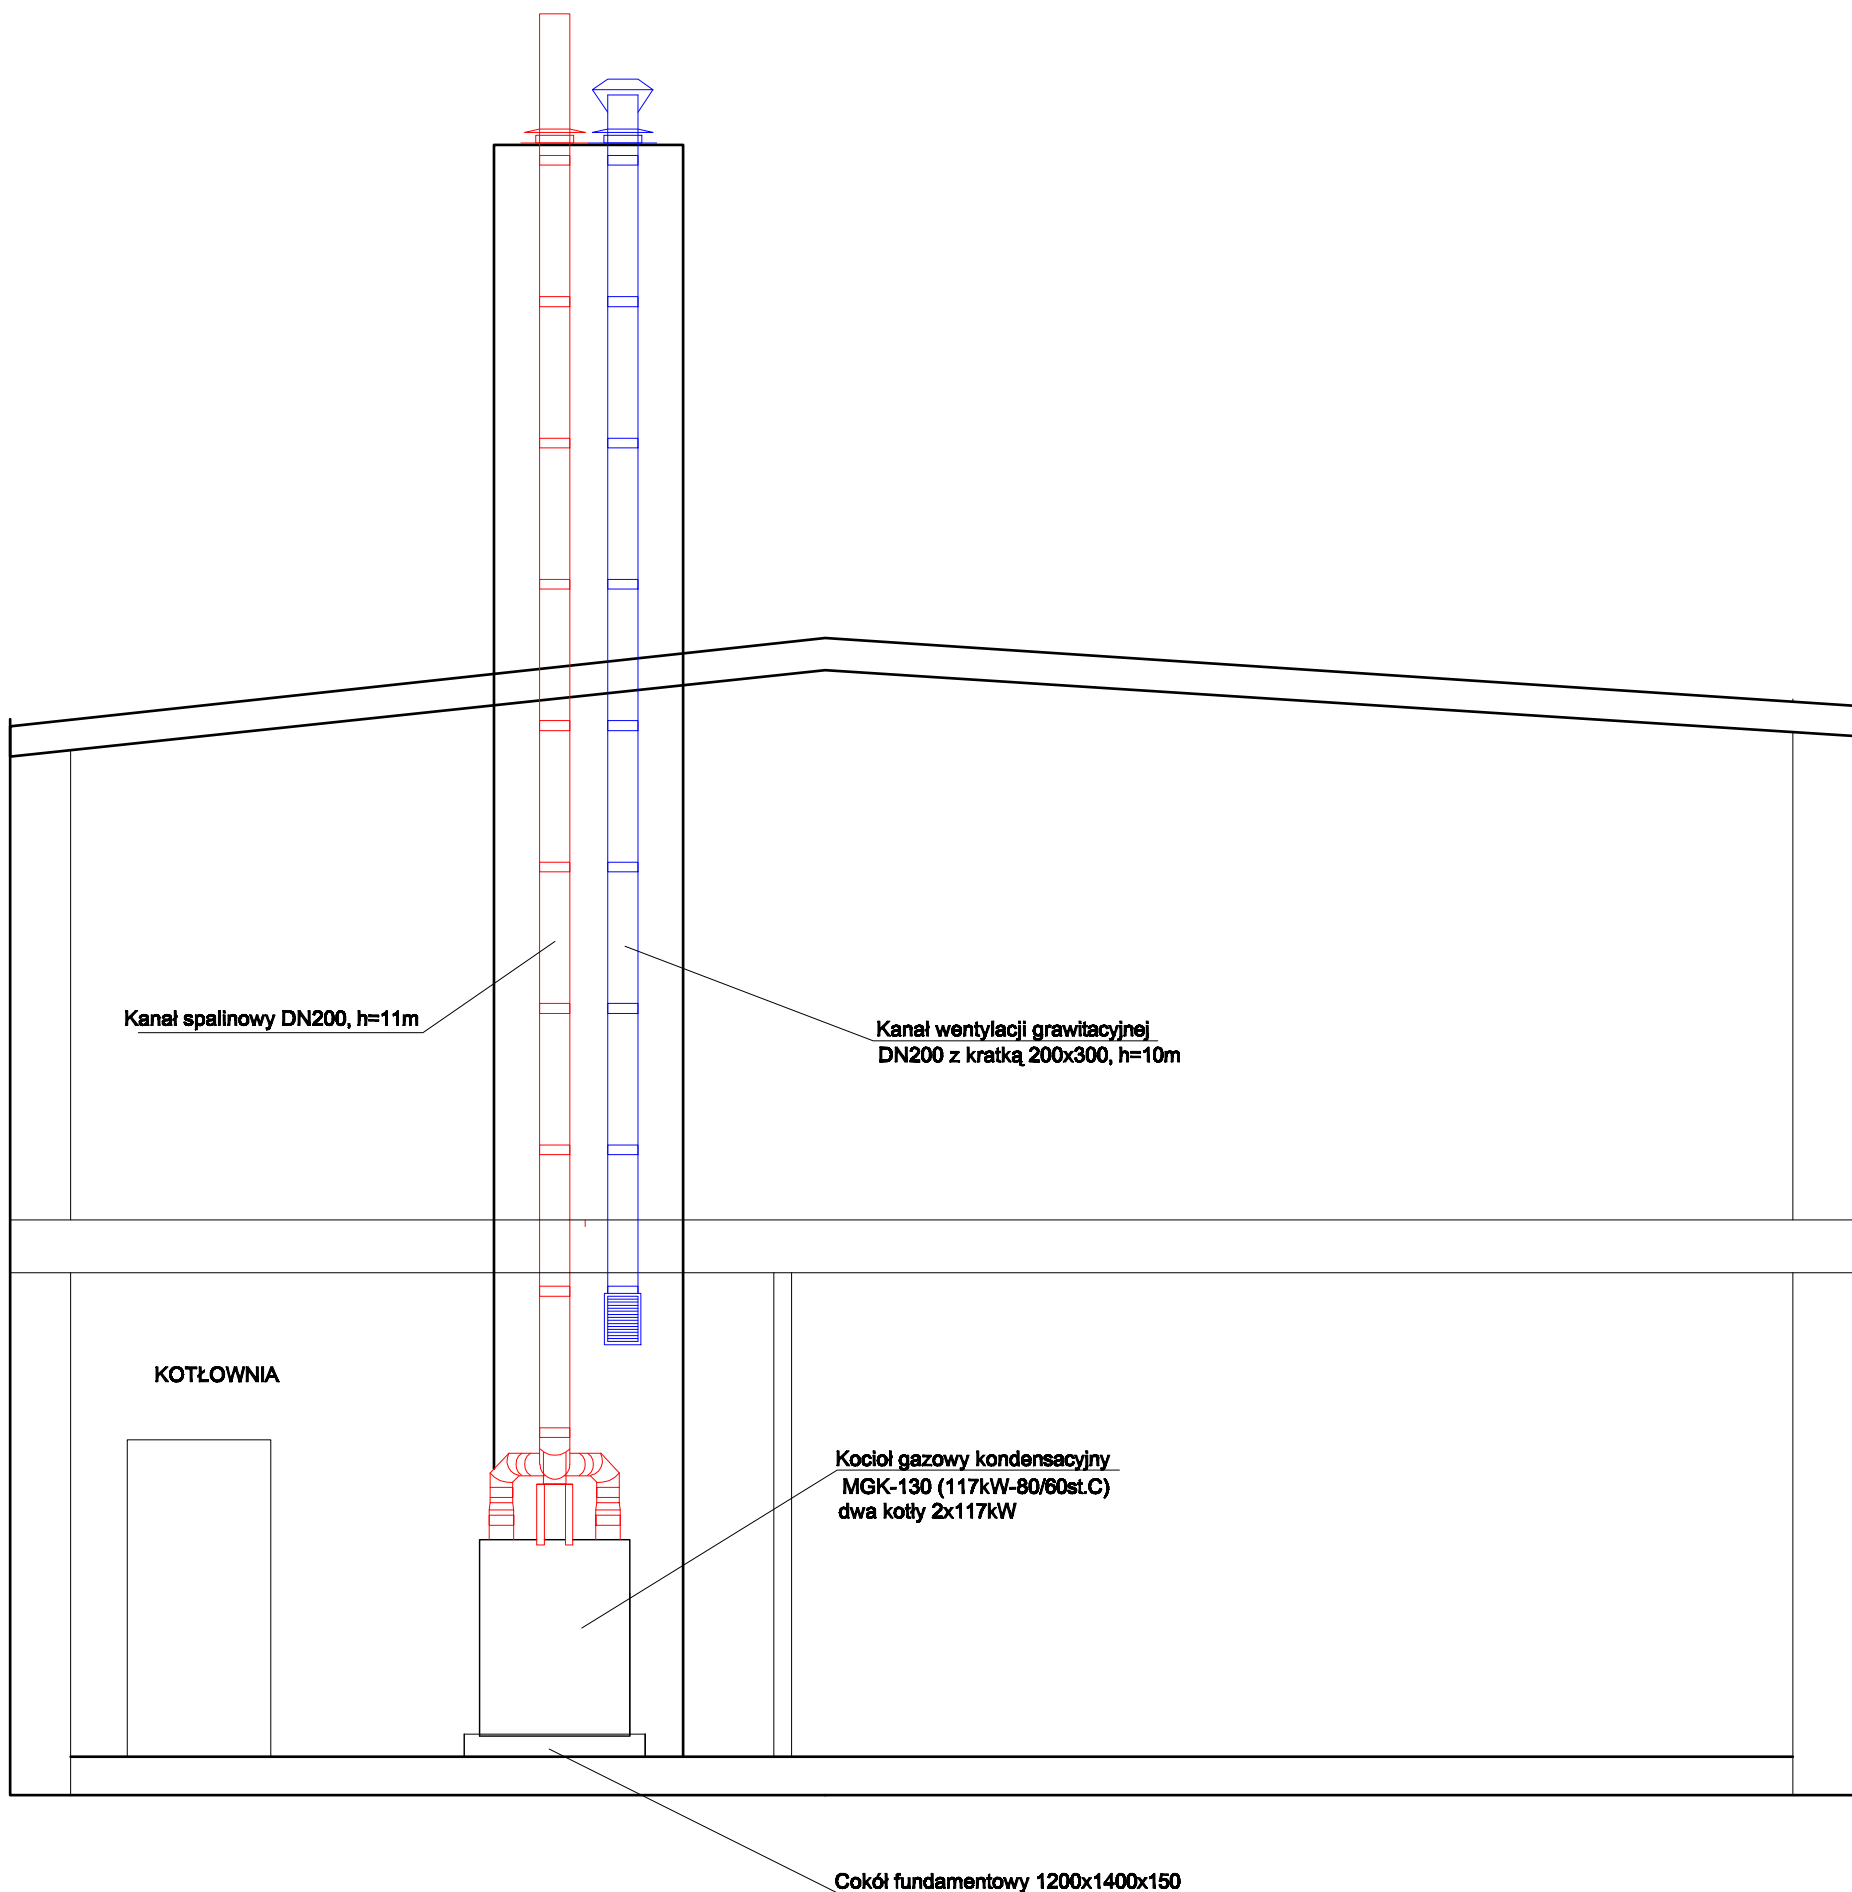 Kanał spalinowy DN200, h=11m
Kanał wentylacji grawitacyjnej
DN200 z kratką 200x300, h=10m
KOTŁOWNIA
Kocioł gazowy kondensacyjny
MGK-130 (117kW-80/60st.C)
dwa kotły 2x117kW
Cokół fundamentowy 1200x1400x150